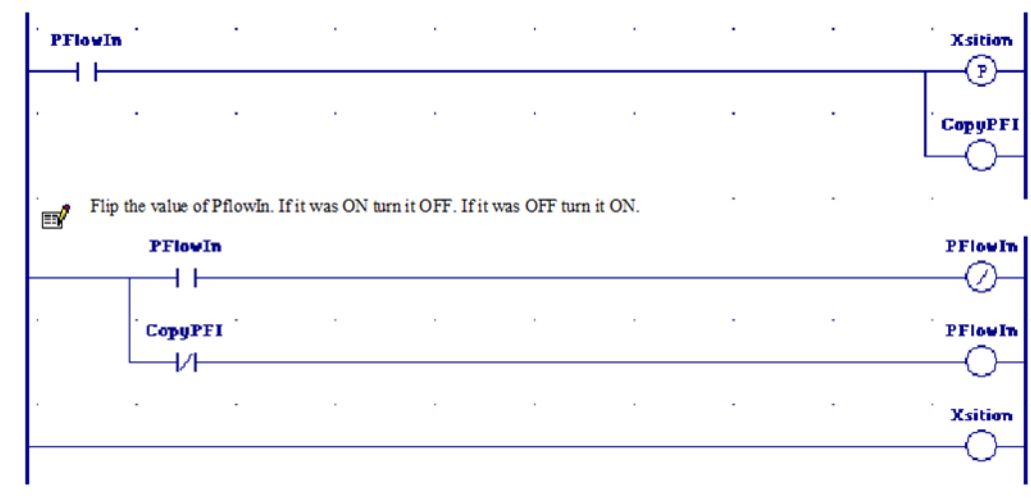 PFlowIn
Xsition
P
CopyPFI
Flip the value of PflowIn. If it was ON turn it OFF. If it was OFF turn it ON.
PFlowIn
PFlowIn
CopyPFI
PFlowIn
Xsition